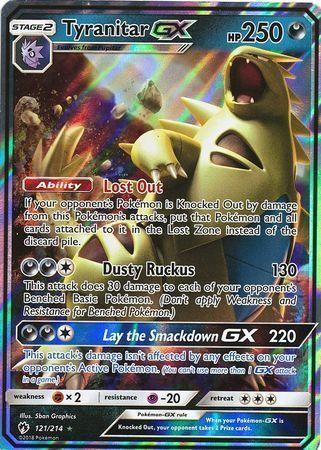 STAGE 2
Tyranitar GX
HP 250
Evolves from Pupitar
Ability Lost Out
If your opponent's Pokémon is Knocked Out by damage
from this Pokémon's attacks, put that Pokémon and all
cards attached to it in the Lost Zone instead of the
discard pile.
Dusty Ruckus 130
This attack does 30 damage to each of your opponent's
Benched Basic Pokémon. (Don't apply Weakness and
Resistance for Benched Pokémon.)
Lay the Smackdown GX 220
This attack's damage isn't affected by any effects on your
opponent's Active Pokémon. (You can't use more than 1 GX attack
in a game.)
weakness × 2 resistance -20 retreat
Illus. 5ban Graphics
121/214 ★
©2018 Pokémon
Pokémon-GX rule
When your Pokémon-GX is
Knocked Out, your opponent takes 2 Prize cards.